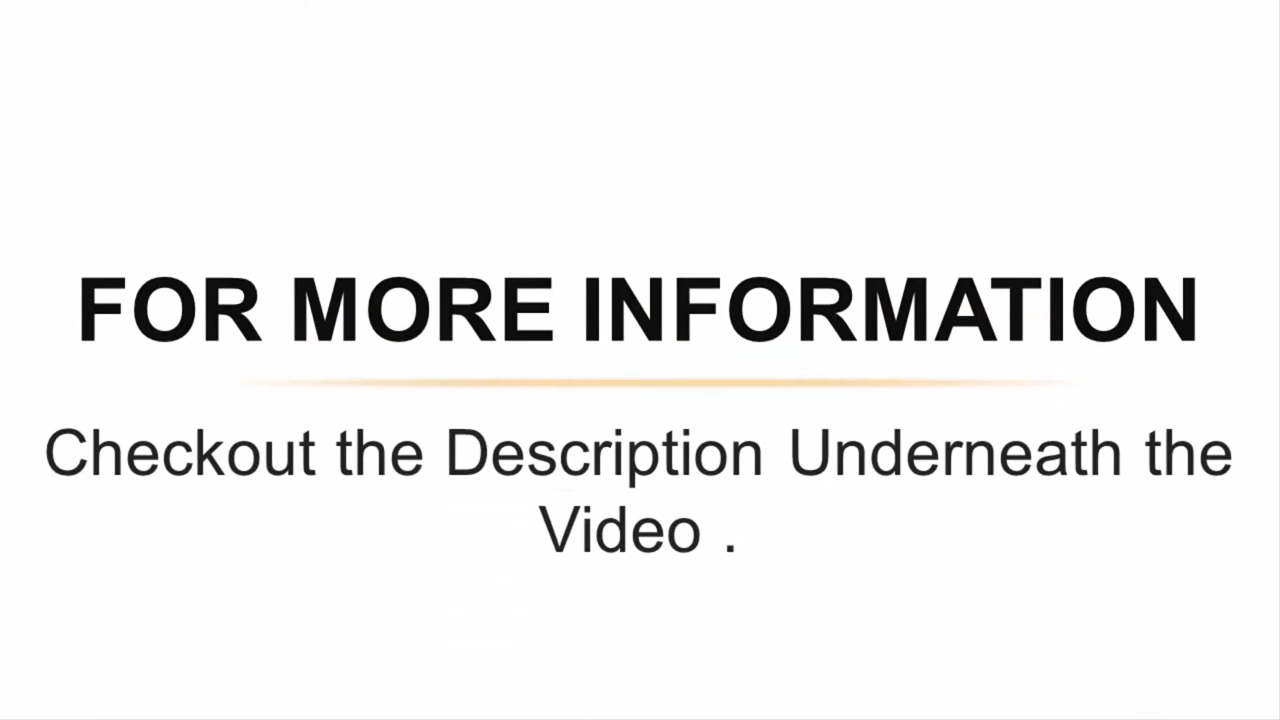 FOR MORE INFORMATION
Checkout the Description Underneath the
Video .